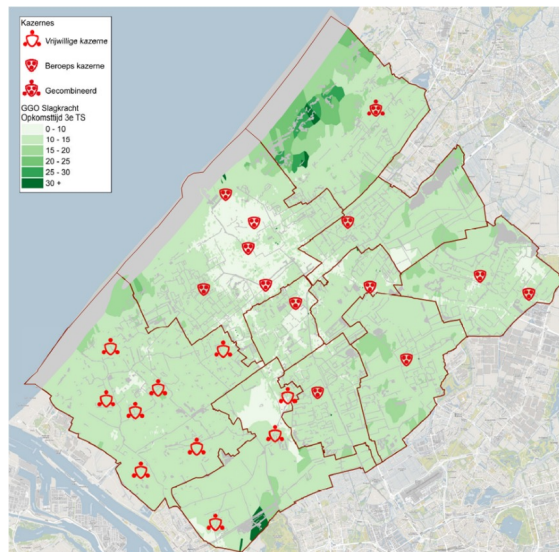 Kazernes
Vrijwillige kazerne
Beroeps kazerne
Gecombineerd
GGO Slagkracht
Opkomsttijd 3e TS
0 - 10
10 - 15
15 - 20
20 - 25
25 - 30
30 +